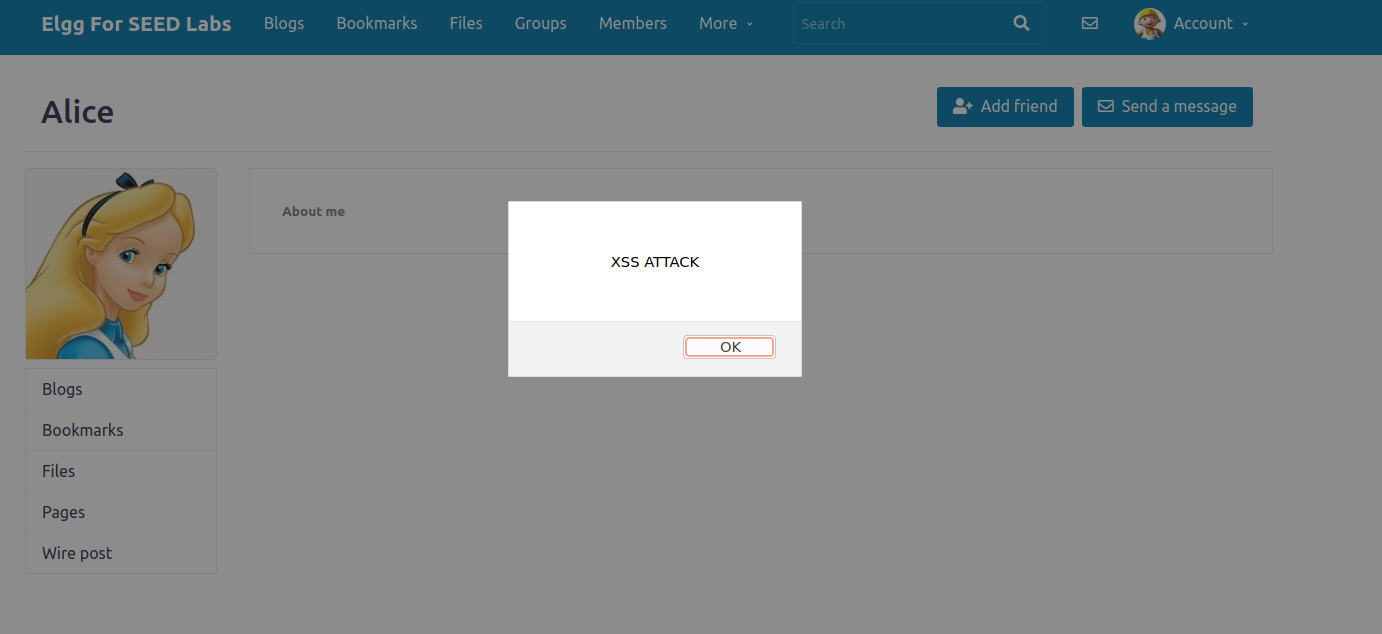 Elgg For SEED Labs Blogs Bookmarks Files Groups Members More Search Account
Alice
Add friend Send a message
About me
XSS ATTACK
OK
Blogs
Bookmarks
Files
Pages
Wire post